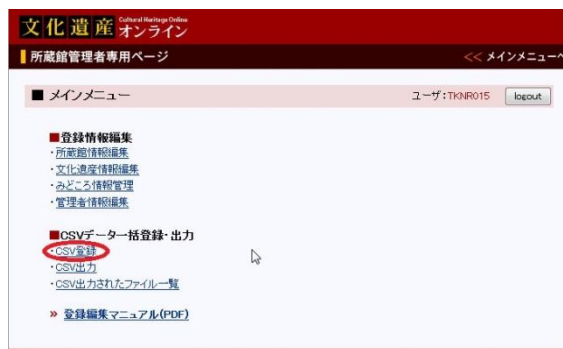 文化遺産 Cultural Heritage Online オンライン
所蔵館管理者専用ページ << メインメニューへ
■ メインメニュー ユーザ:TKNR015 logout
■登録情報編集
・所蔵館情報編集
・文化遺産情報編集
・みどころ情報管理
・管理者情報編集
■CSVデータ一括登録・出力
・CSV登録
・CSV出力
・CSV出力されたファイル一覧
» 登録編集マニュアル(PDF)